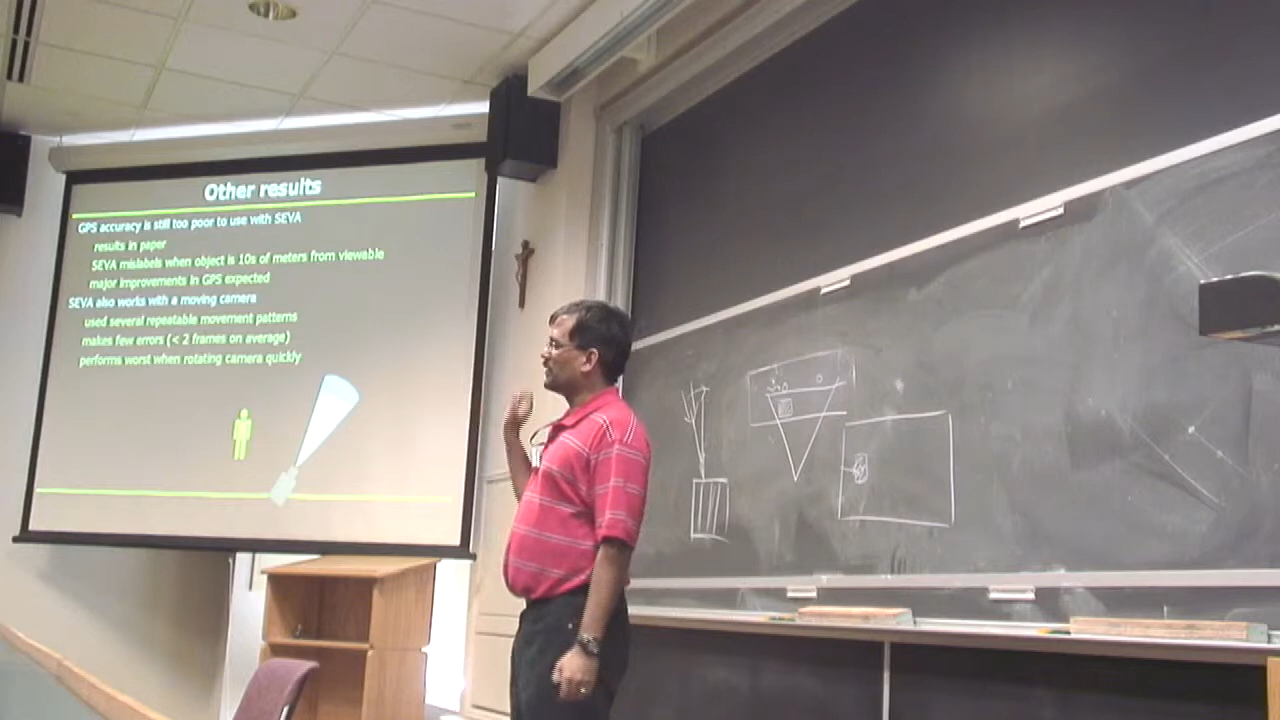 Other results
GPS accuracy is still too poor to use with SEVA
results in paper
SEVA mislabels when object is 10s of meters from viewable
major improvements in GPS expected
SEVA also works with a moving camera
used several repeatable movement patterns
makes few errors (< 2 frames on average)
performs worst when rotating camera quickly